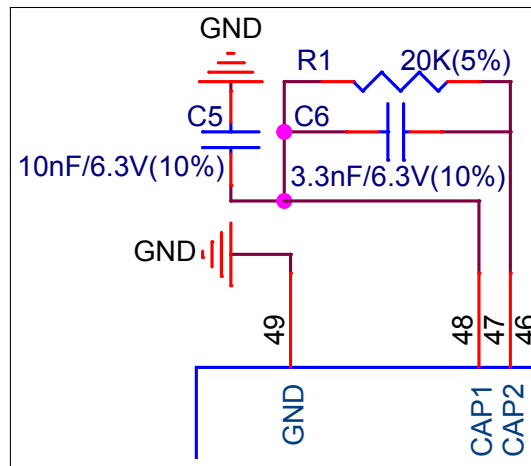 GND
R1 20K(5%)
C5 C6
10nF/6.3V(10%) 3.3nF/6.3V(10%)
GND
49 48 47 46
GND CAP1 CAP2